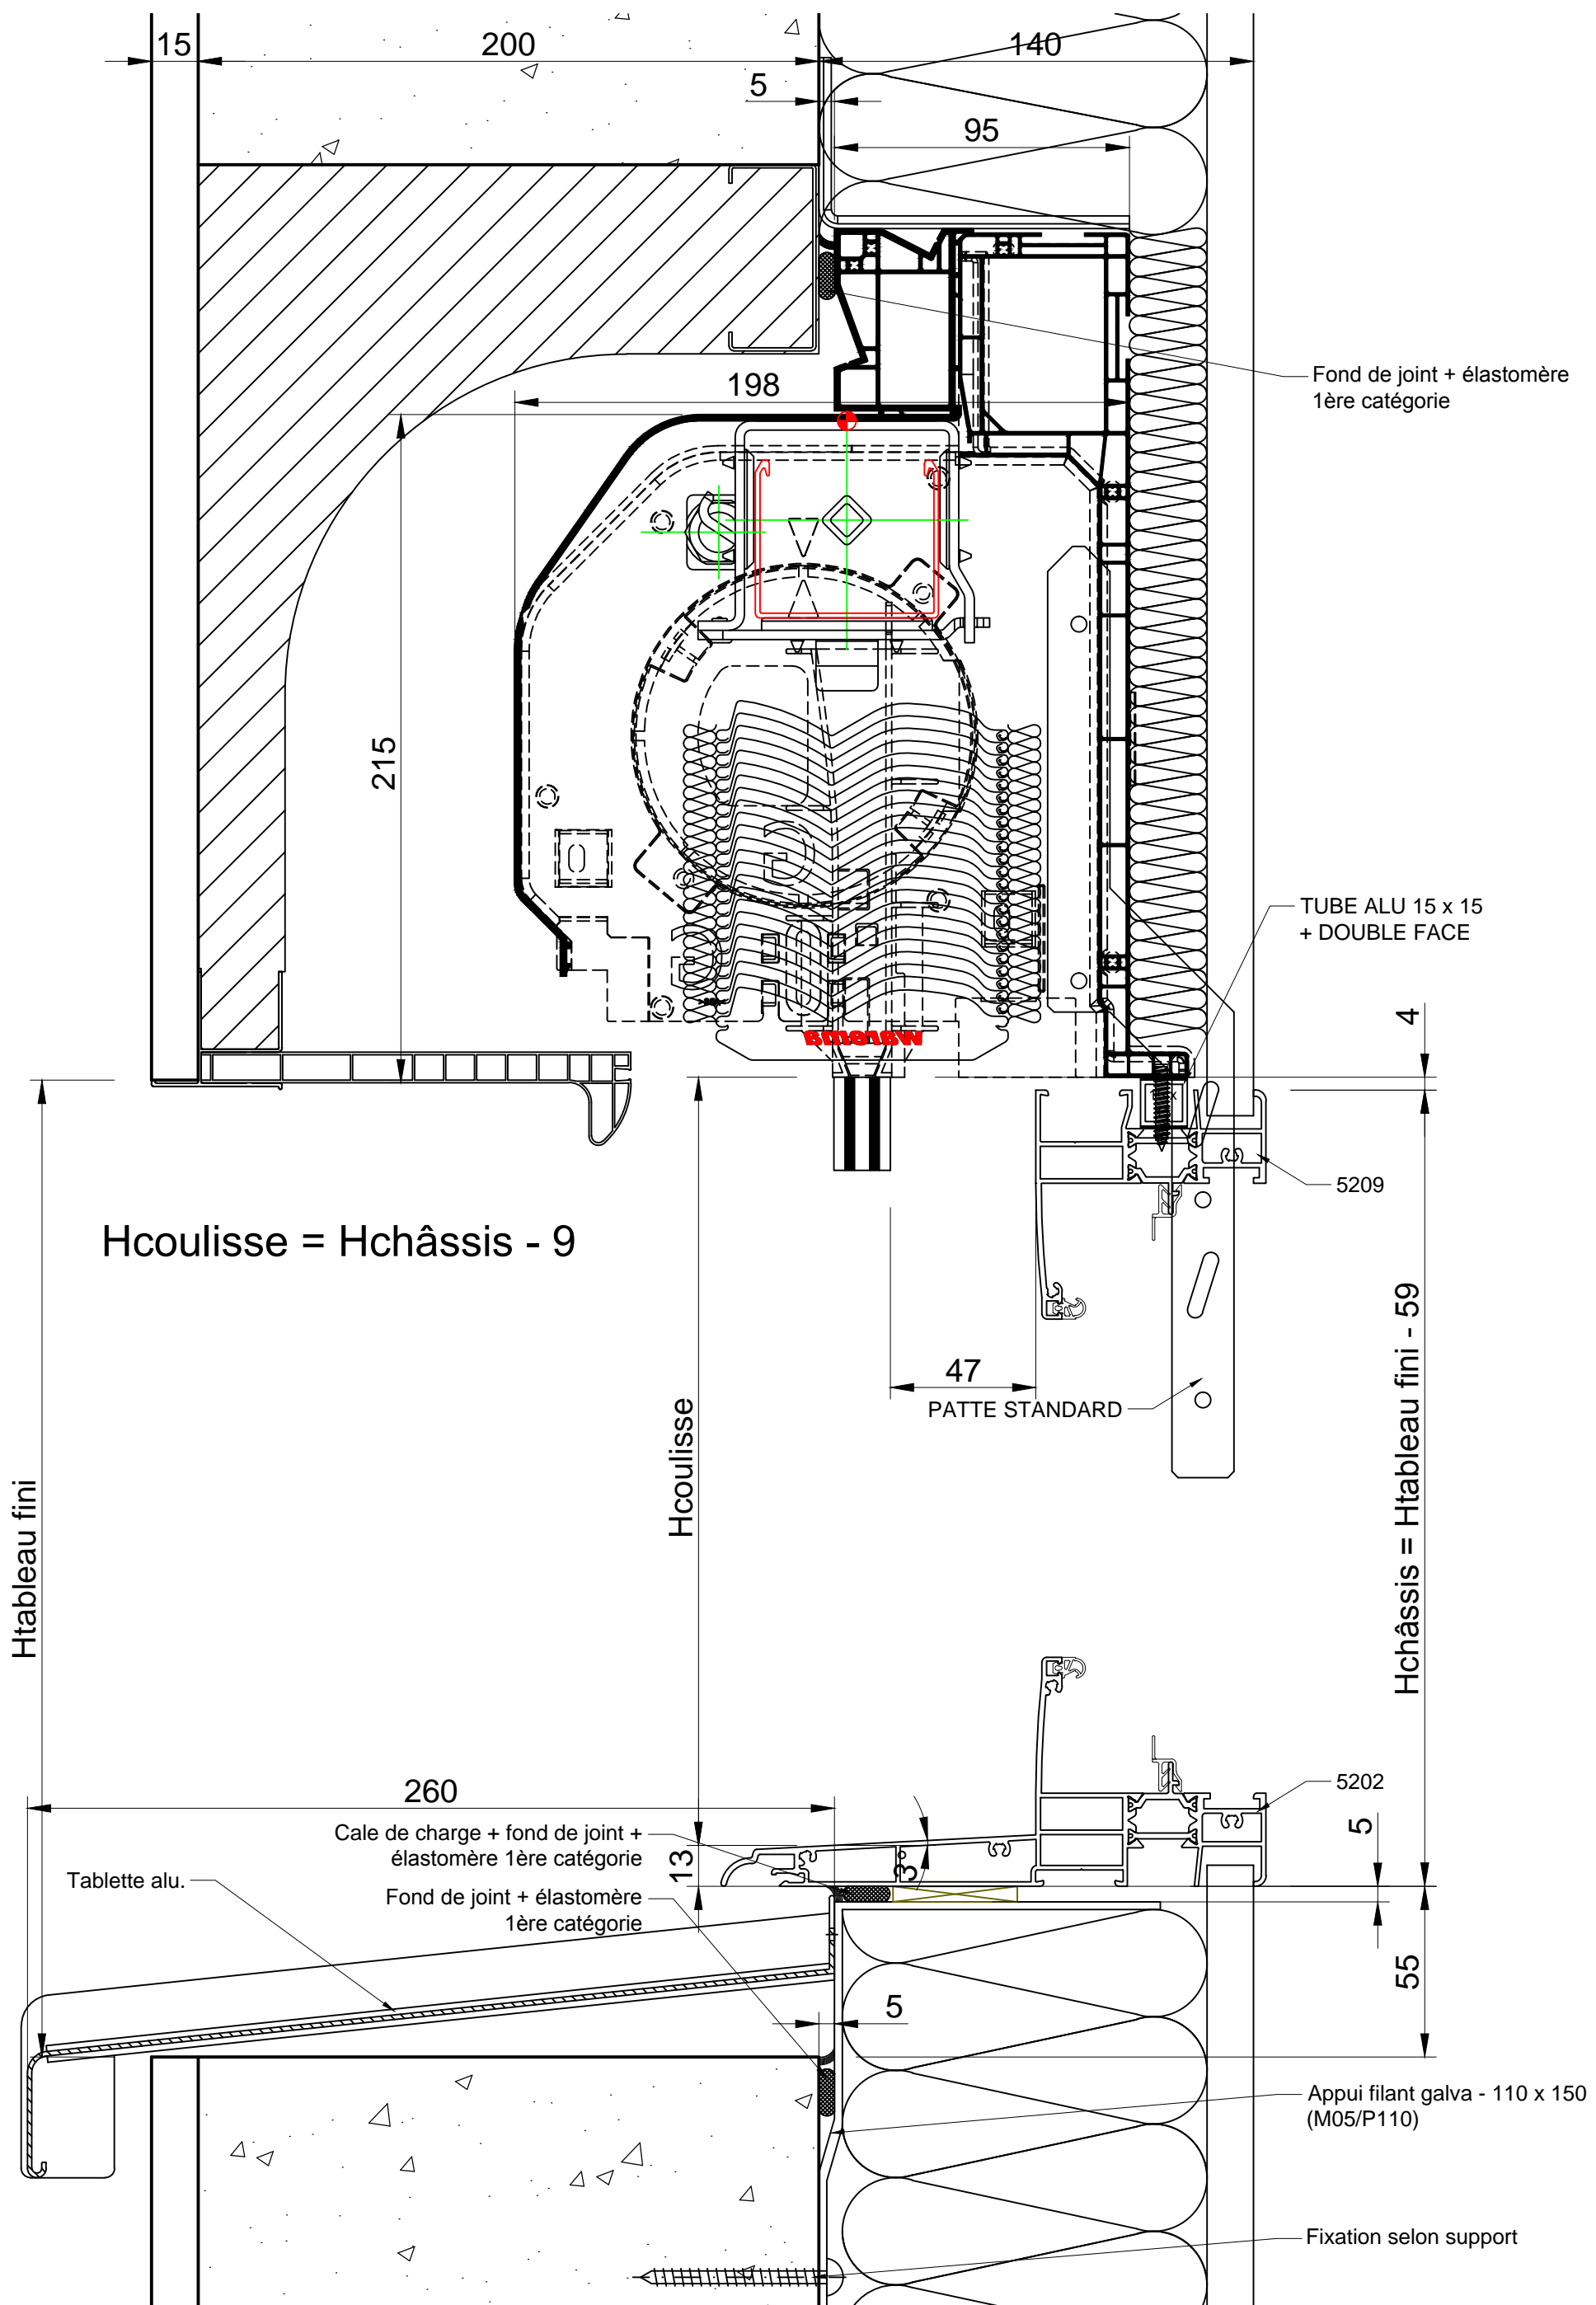 15
200
140
5
95
198
Fond de joint + élastomère
1ère catégorie
215
TUBE ALU 15 x 15
+ DOUBLE FACE
4
warema
5209
Hcoulisse = Hchâssis - 9
47
PATTE STANDARD
Htableau fini
Hcoulisse
Hchâssis = Htableau fini - 59
260
5202
Cale de charge + fond de joint +
élastomère 1ère catégorie
13
3°
5
Tablette alu.
Fond de joint + élastomère
1ère catégorie
55
5
Appui filant galva - 110 x 150
(M05/P110)
Fixation selon support